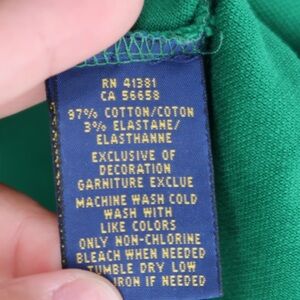 RN 41381
CA 56658
97% COTTON/COTON
3% ELASTANE/
ELASTHANNE
EXCLUSIVE OF
DECORATION
GARNITURE EXCLUE
MACHINE WASH COLD
WASH WITH
LIKE COLORS
ONLY NON-CHLORINE
BLEACH WHEN NEEDED
TUMBLE DRY LOW
IRON IF NEEDED